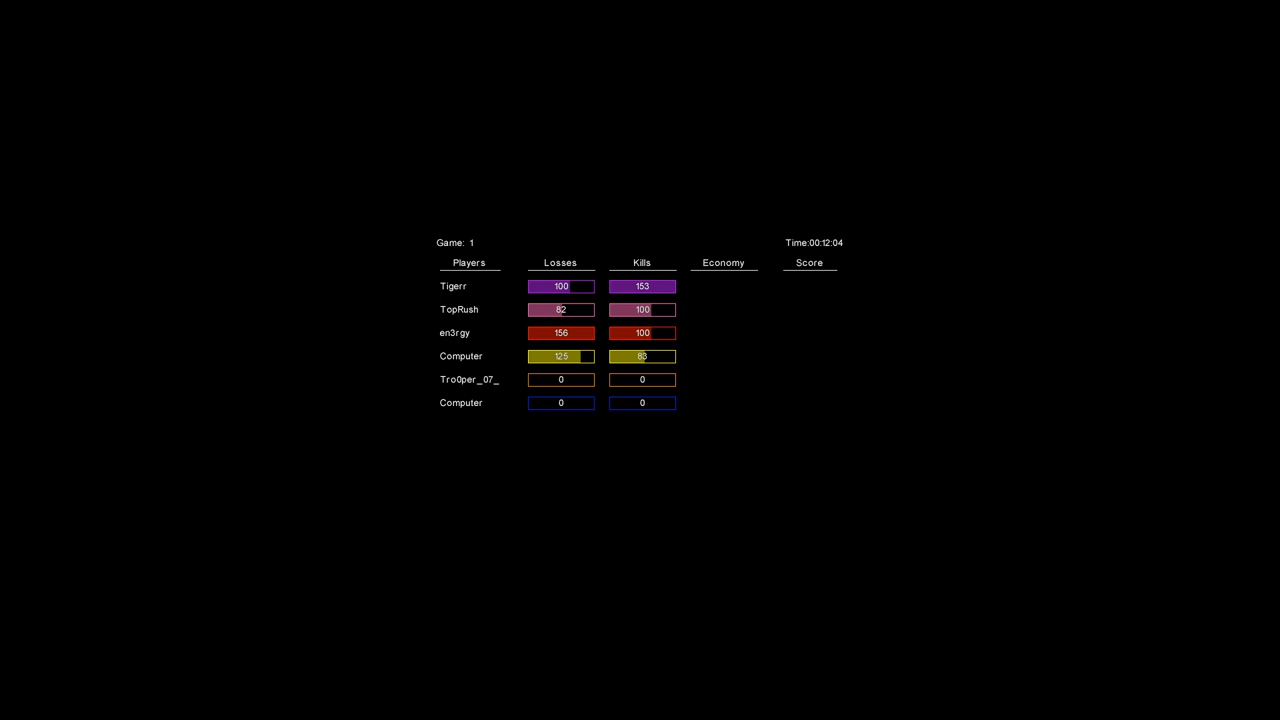 Game: 1 Time:00:12:04
Players Losses Kills Economy Score
Tigerr 100 153
TopRush 82 100
en3rgy 156 100
Computer 125 83
Tro0per_07_ 0 0
Computer 0 0